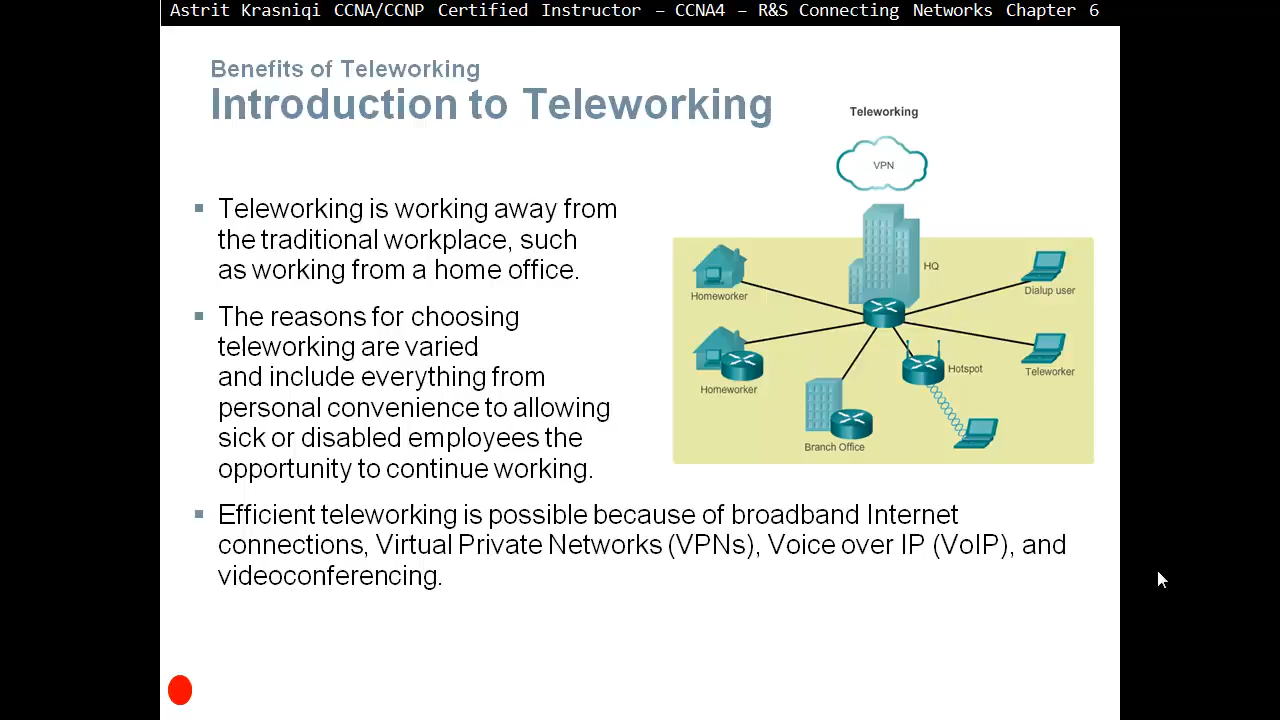 Astrit Krasniqi CCNA/CCNP Certified Instructor – CCNA4 – R&S Connecting Networks Chapter 6
Benefits of Teleworking
Introduction to Teleworking
Teleworking is working away from
the traditional workplace, such
as working from a home office.
The reasons for choosing
teleworking are varied
and include everything from
personal convenience to allowing
sick or disabled employees the
opportunity to continue working.
Efficient teleworking is possible because of broadband Internet
connections, Virtual Private Networks (VPNs), Voice over IP (VoIP), and
videoconferencing.
Teleworking
VPN
HQ
Homeworker
Dialup user
Homeworker
Hotspot
Teleworker
Branch Office